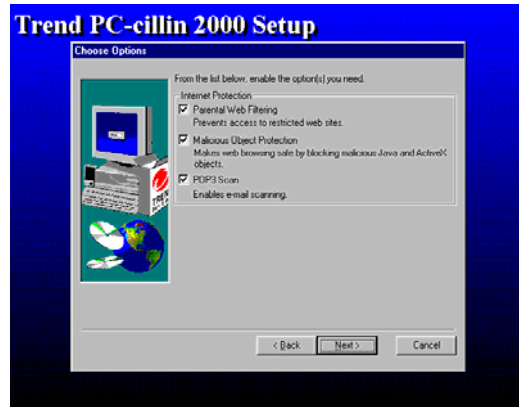 Trend PC-cillin 2000 Setup
Choose Options
From the list below, enable the option(s) you need.
Internet Protection
Parental Web Filtering
Prevents access to restricted web sites.
Malicious Object Protection
Makes web browsing safe by blocking malicious Java and ActiveX
objects.
POP3 Scan
Enables e-mail scanning.
< Back
Next >
Cancel